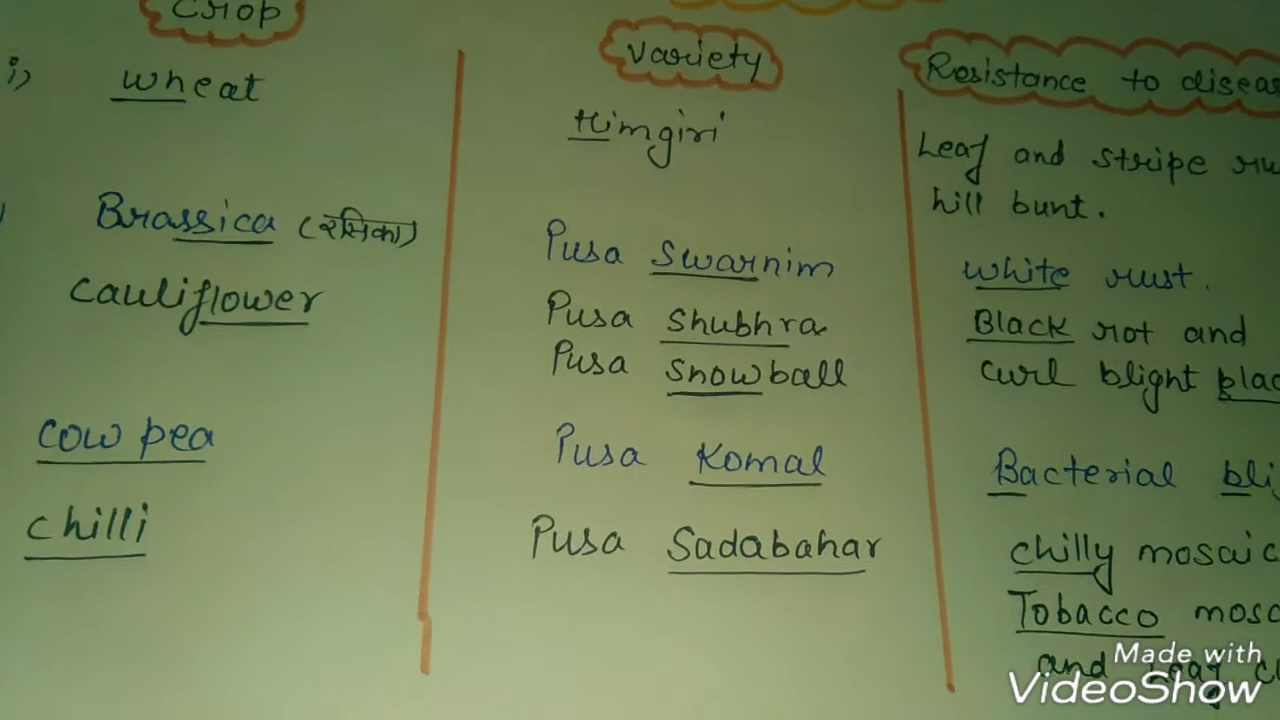 Crop
Variety
Resistance to diseas
i) wheat
Himgiri
Leaf and stripe
hill bunt.
Brassica (रसिका)
Pusa Swarnim
white rust.
Cauliflower
Pusa Shubhra
Pusa Snowball
Black rot and
curl blight blac
Cow pea
Pusa Komal
Bacterial bli
chilli
Pusa Sadabahar
chilly mosaic
Tobacco mosa
and Leaf cu
Made with
VideoShow